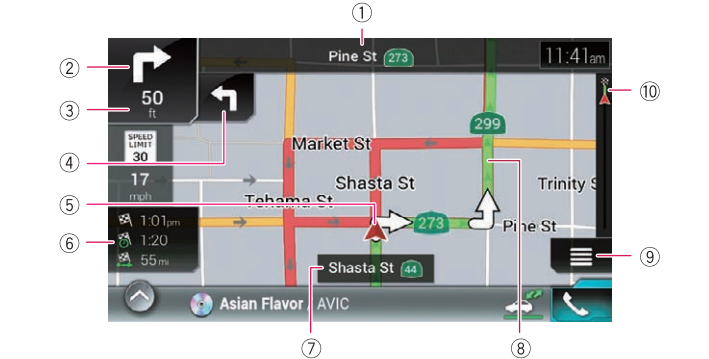 ①
Pine St 273
11:41am
②
50
ft
③
④
⑩
SPEED
LIMIT
30
17
mph
299
Market St
Shasta St
Trinity S
Tehama St
⑤
273
Pine St
⑧
⑥
1:01pm
1:20
55mi
Shasta St 44
⑦
⑨
Asian Flavor / AVIC